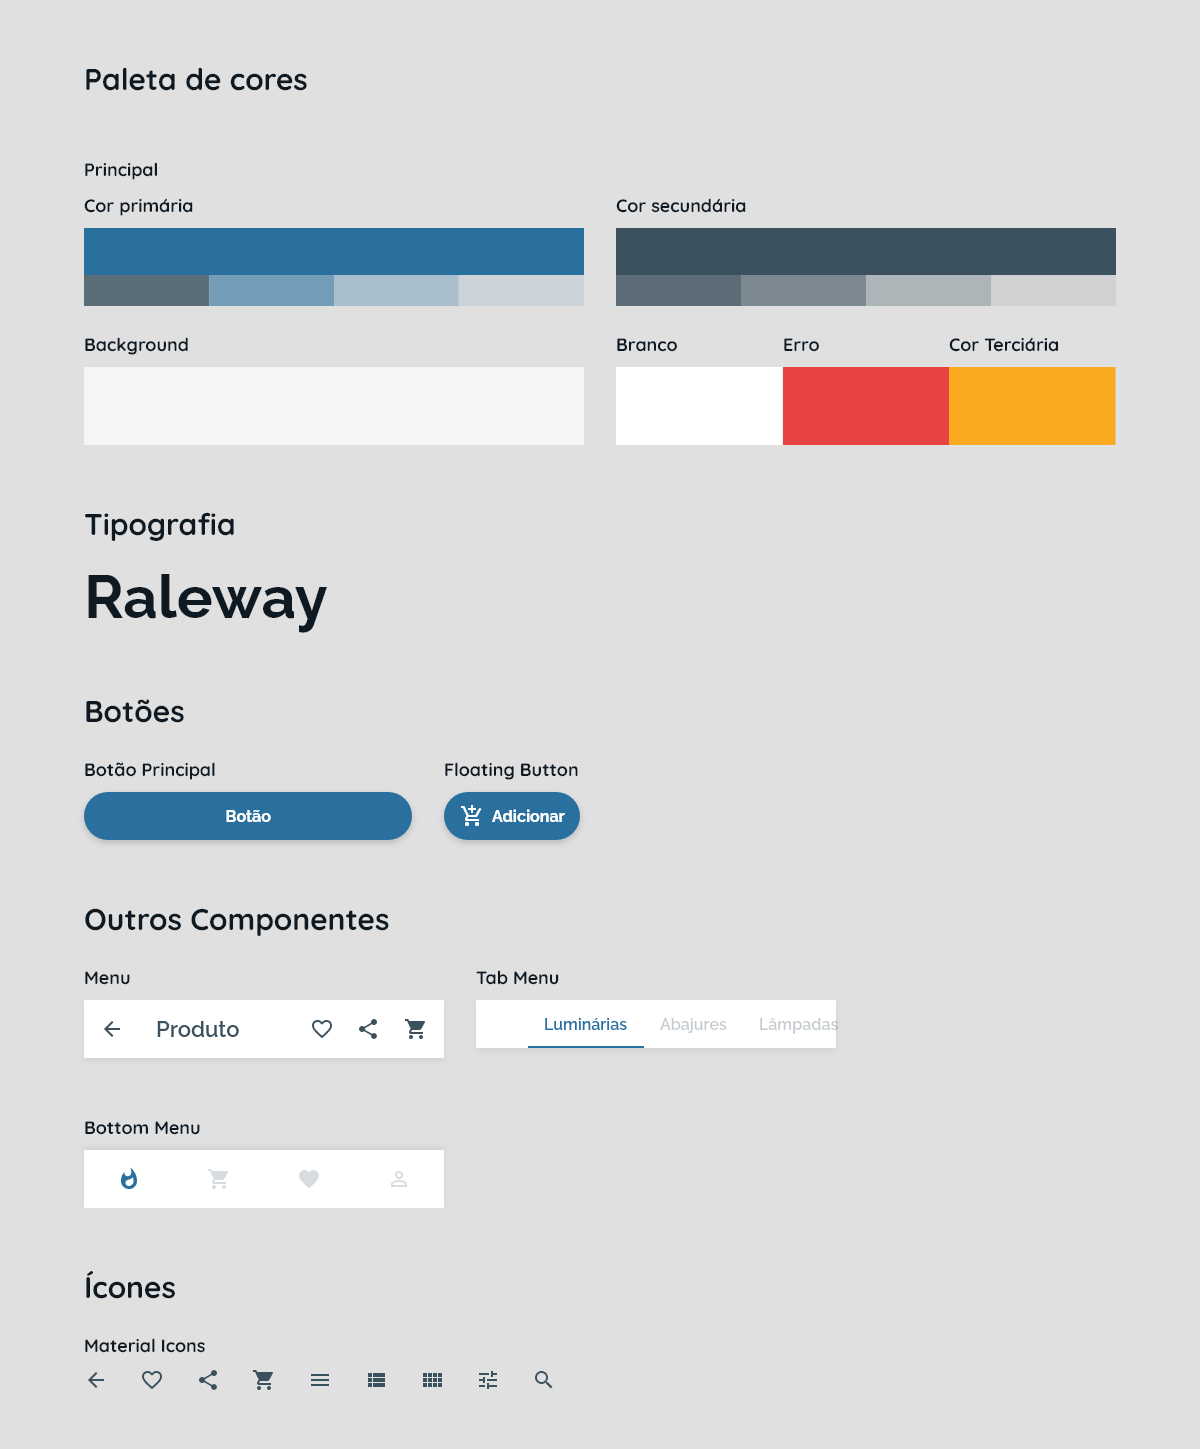 Paleta de cores
Principal
Cor primária
Cor secundária
Background
Branco
Erro
Cor Terciária
Tipografia
Raleway
Botões
Botão Principal
Floating Button
Botão
Adicionar
Outros Componentes
Menu
Tab Menu
Produto
Luminárias
Abajures
Lâmpadas
Bottom Menu
Ícones
Material Icons